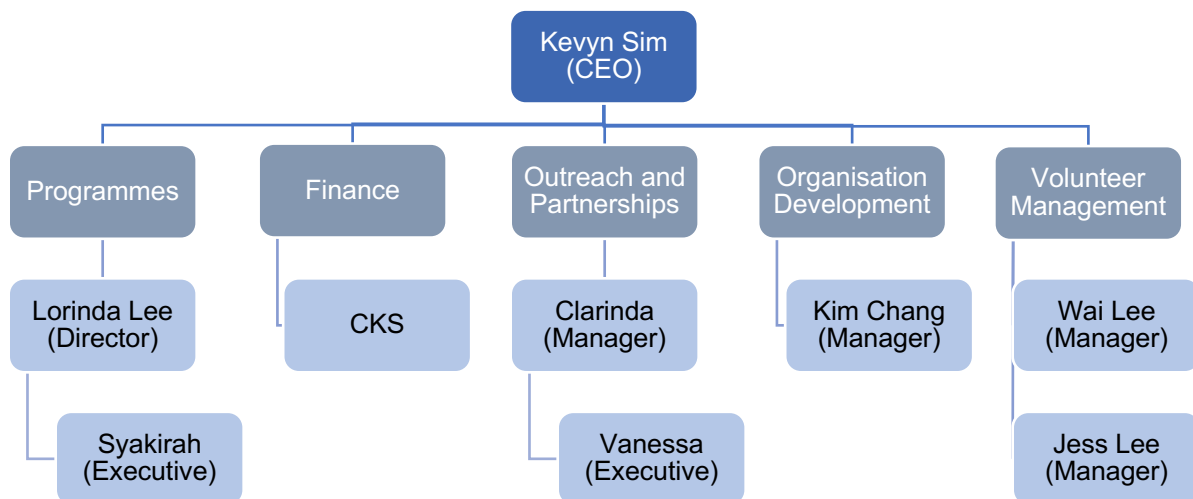 Kevyn Sim
(CEO)
Programmes
Finance
Outreach and
Partnerships
Organisation
Development
Volunteer
Management
Lorinda Lee
(Director)
CKS
Clarinda
(Manager)
Kim Chang
(Manager)
Wai Lee
(Manager)
Syakirah
(Executive)
Vanessa
(Executive)
Jess Lee
(Manager)